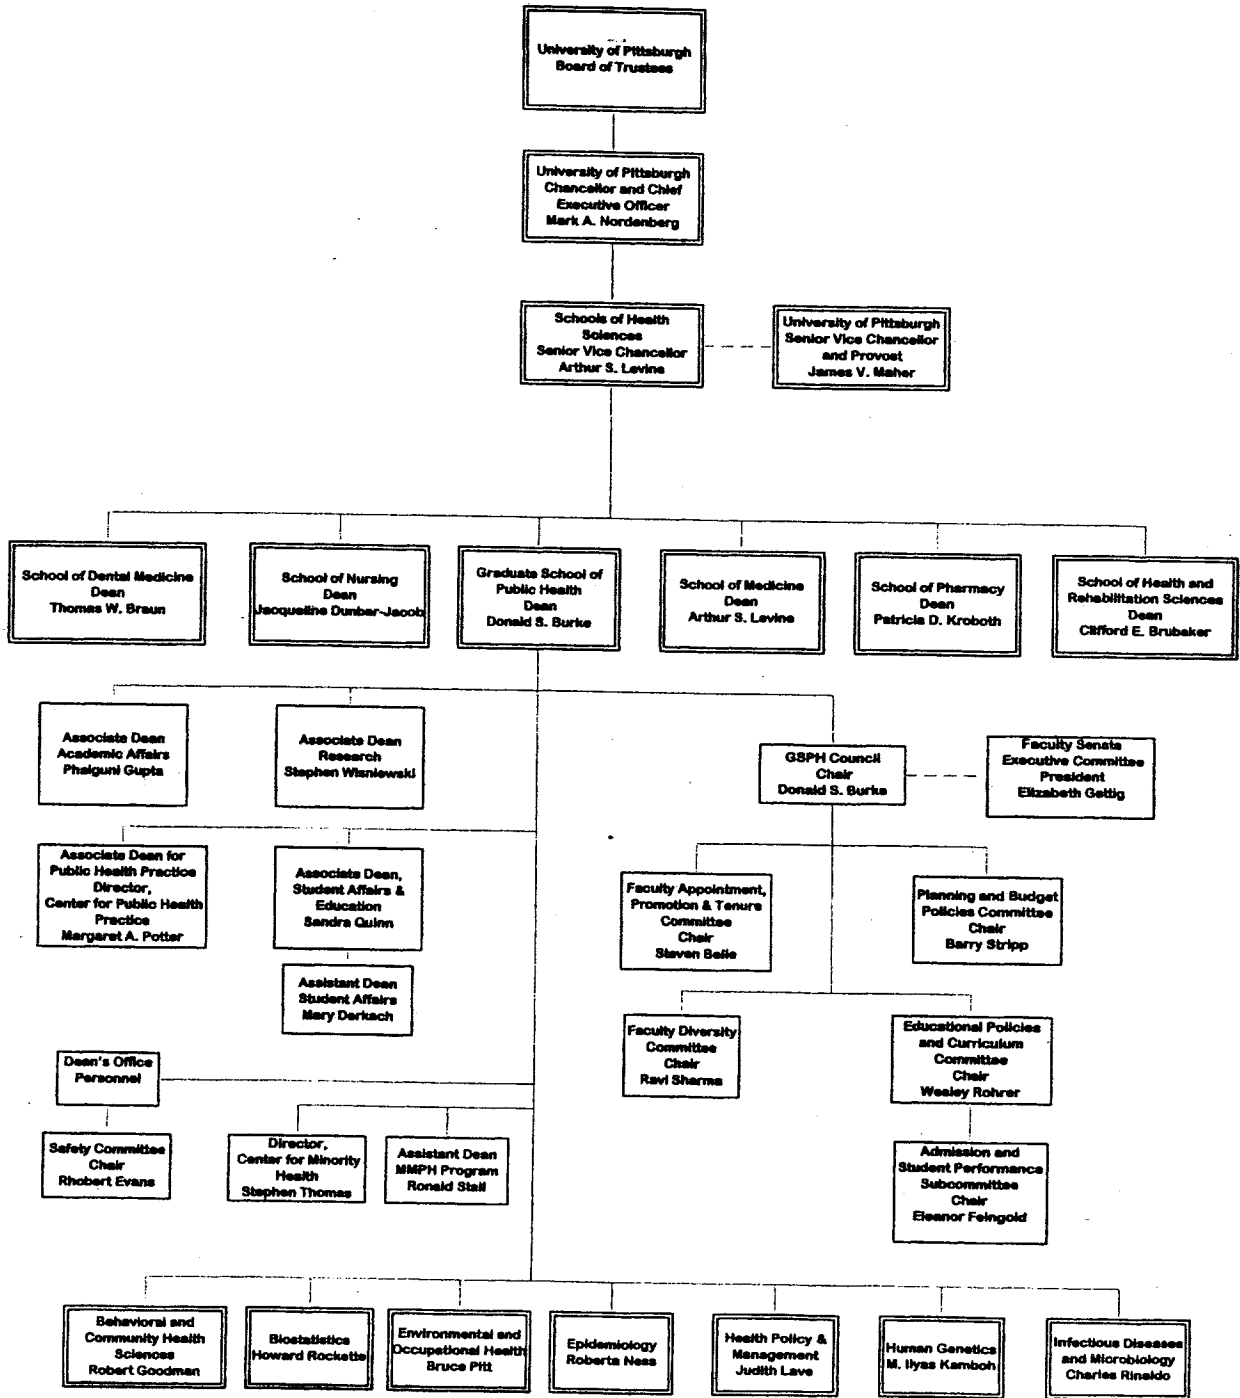 University of Pittsburgh
Board of Trustees
University of Pittsburgh
Chancellor and Chief
Executive Officer
Mark A. Nordenberg
Schools of Health
Sciences
Senior Vice Chancellor
Arthur S. Levine
University of Pittsburgh
Senior Vice Chancellor
and Provost
James V. Maher
School of Dental Medicine
Dean
Thomas W. Braun
School of Nursing
Dean
Jacqueline Dunbar-Jacob
Graduate School of
Public Health
Dean
Donald S. Burke
School of Medicine
Dean
Arthur S. Levine
School of Pharmacy
Dean
Patricia D. Kroboth
School of Health and
Rehabilitation Sciences
Dean
Clifford E. Brubaker
Associate Dean
Academic Affairs
Phalguni Gupta
Associate Dean
Research
Stephen Wisniewski
GSPH Council
Chair
Donald S. Burke
Faculty Senate
Executive Committee
President
Elizabeth Gettig
Associate Dean for
Public Health Practice
Director,
Center for Public Health
Practice
Margaret A. Potter
Associate Dean,
Student Affairs &
Education
Sandra Quinn
Faculty Appointment,
Promotion & Tenure
Committee
Chair
Steven Belle
Planning and Budget
Policies Committee
Chair
Barry Stripp
Assistant Dean
Student Affairs
Mary Derkach
Faculty Diversity
Committee
Chair
Ravi Sharma
Educational Policies
and Curriculum
Committee
Chair
Wesley Rohrer
Dean's Office
Personnel
Safety Committee
Chair
Rhobert Evans
Director,
Center for Minority
Health
Stephen Thomas
Assistant Dean
MMPH Program
Ronald Stall
Admission and
Student Performance
Subcommittee
Chair
Eleanor Feingold
Behavioral and
Community Health
Sciences
Robert Goodman
Biostatistics
Howard Rockette
Environmental and
Occupational Health
Bruce Pitt
Epidemiology
Roberta Ness
Health Policy &
Management
Judith Lave
Human Genetics
M. Ilyas Kamboh
Infectious Diseases
and Microbiology
Charles Rinaldo